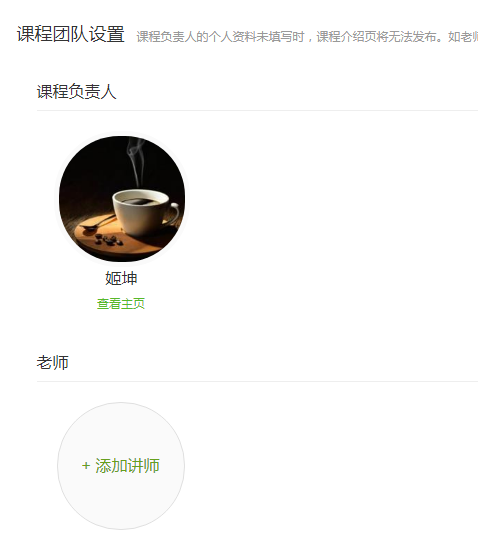 课程团队设置 课程负责人的个人资料未填写时，课程介绍页将无法发布。如老师
课程负责人
姬坤
查看主页
老师
+ 添加讲师